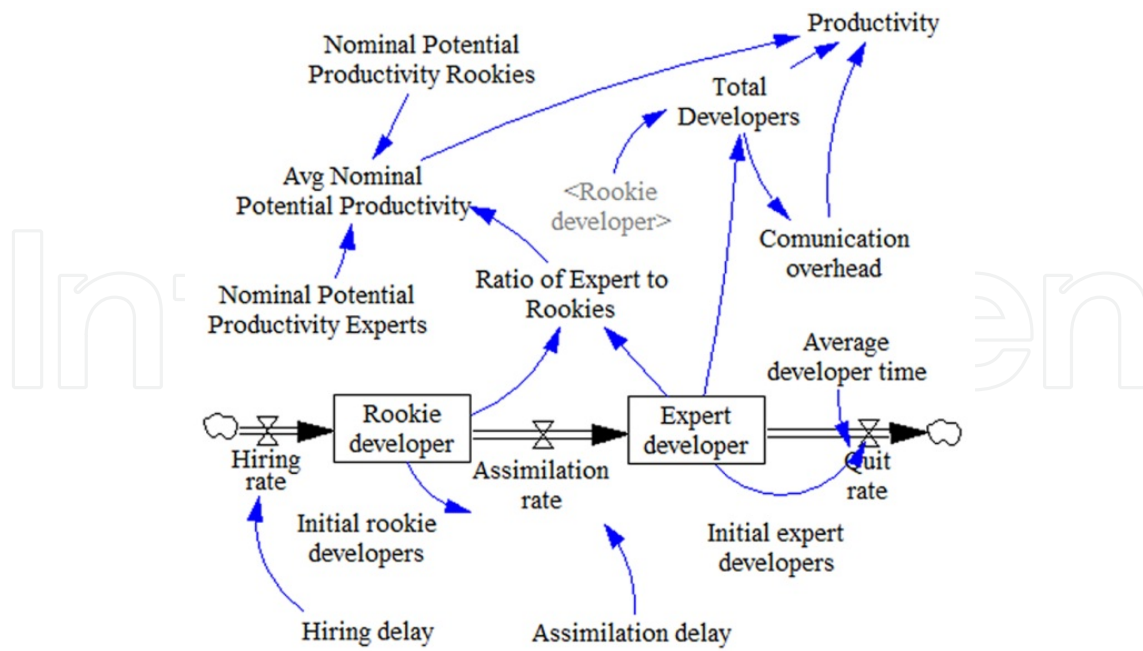 Productivity
Nominal Potential
Productivity Rookies
Total
Developers
Avg Nominal
Potential Productivity
<Rookie
developer>
Comunication
overhead
Ratio of Expert to
Rookies
Nominal Potential
Productivity Experts
Average
developer time
Rookie
developer
Expert
developer
Hiring
rate
Assimilation
rate
Quit
rate
Initial rookie
developers
Initial expert
developers
Hiring delay
Assimilation delay